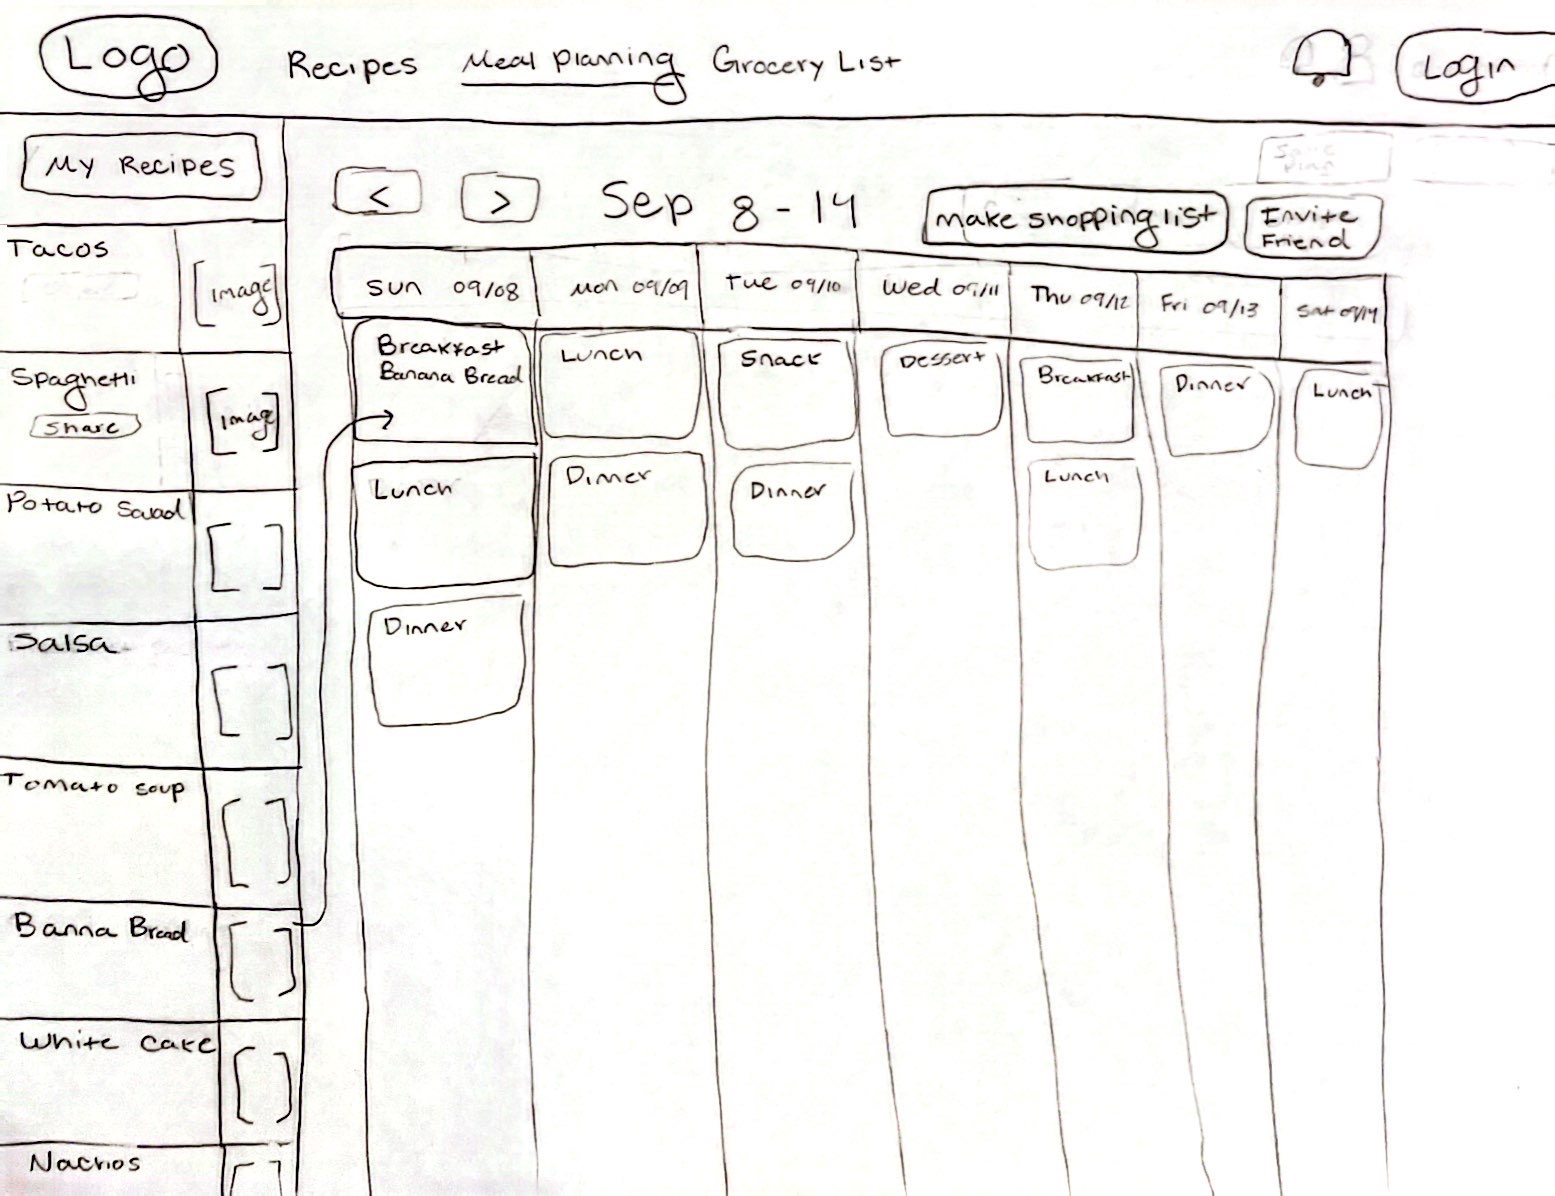 Logo
Recipes
Meal Planning
Grocery List
Login
My Recipes
<
>
Sep 8 - 14
make shopping list
Invite
Friend
Tacos
[image]
Spaghetti
Share
[image]
Potato Salad
Salsa
Tomato soup
Banna Bread
White Cake
Nachos
Sun 09/08
Mon 09/09
Tue 09/10
Wed 09/11
Thu 09/12
Fri 09/13
Sat 09/14
Breakfast
Banana Bread
Lunch
Dinner
Lunch
Dinner
Snack
Dinner
Dessert
Breakfast
Lunch
Dinner
Lunch